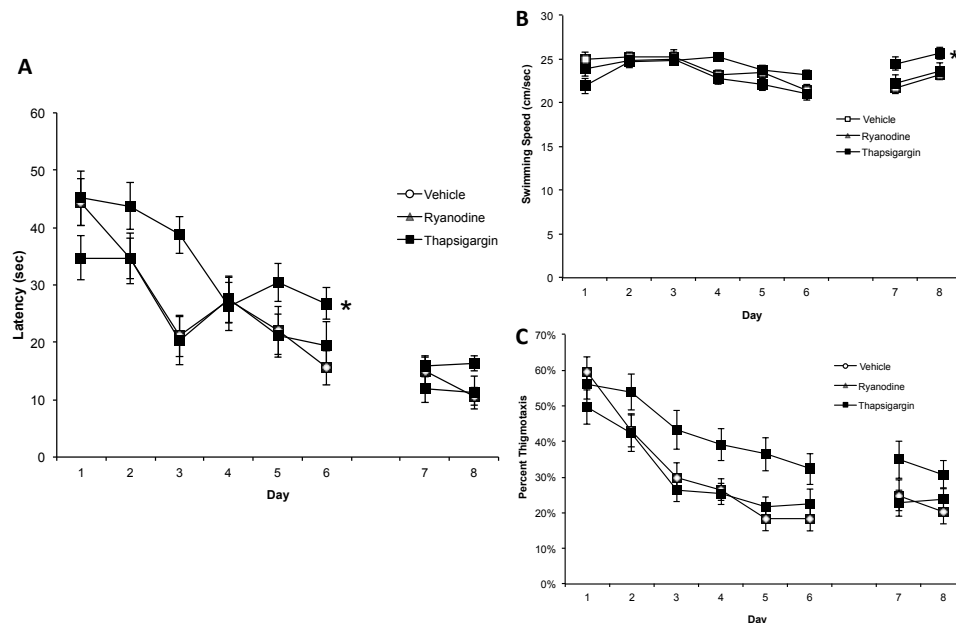 A
60
50
40
30
20
10
0
Latency (sec)
1 2 3 4 5 6 7 8
Day
Vehicle
Ryanodine
Thapsigargin
*
B
30
25
20
15
10
5
0
Swimming Speed (cm/sec)
1 2 3 4 5 6 7 8
Day
Vehicle
Ryanodine
Thapsigargin
*
C
70%
60%
50%
40%
30%
20%
10%
0%
Percent Thigmotaxis
1 2 3 4 5 6 7 8
Day
Vehicle
Ryanodine
Thapsigargin